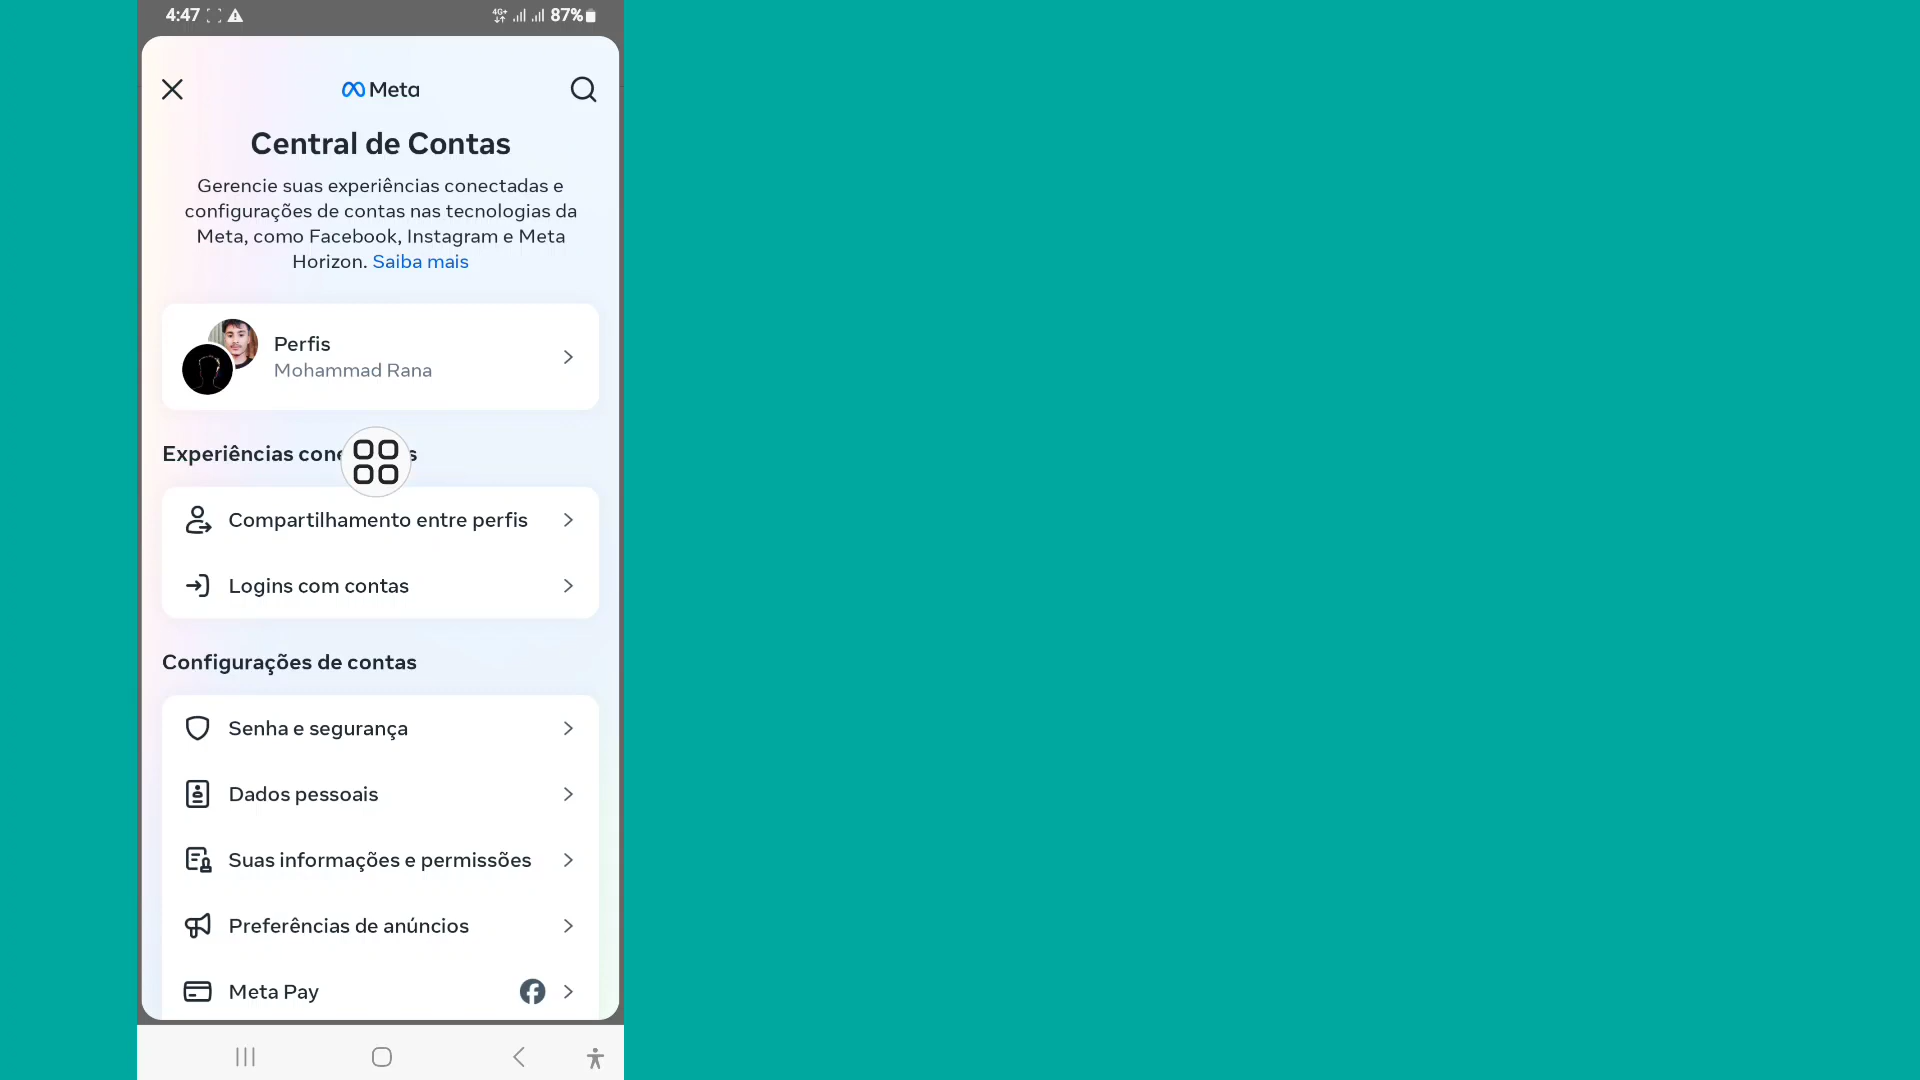 4:47
4G+
87%
Meta
Central de Contas
Gerencie suas experiências conectadas e
configurações de contas nas tecnologias da
Meta, como Facebook, Instagram e Meta
Horizon. Saiba mais
Perfis
Mohammad Rana
Experiências
Compartilhamento entre perfis
Logins com contas
Configurações de contas
Senha e segurança
Dados pessoais
Suas informações e permissões
Preferências de anúncios
Meta Pay